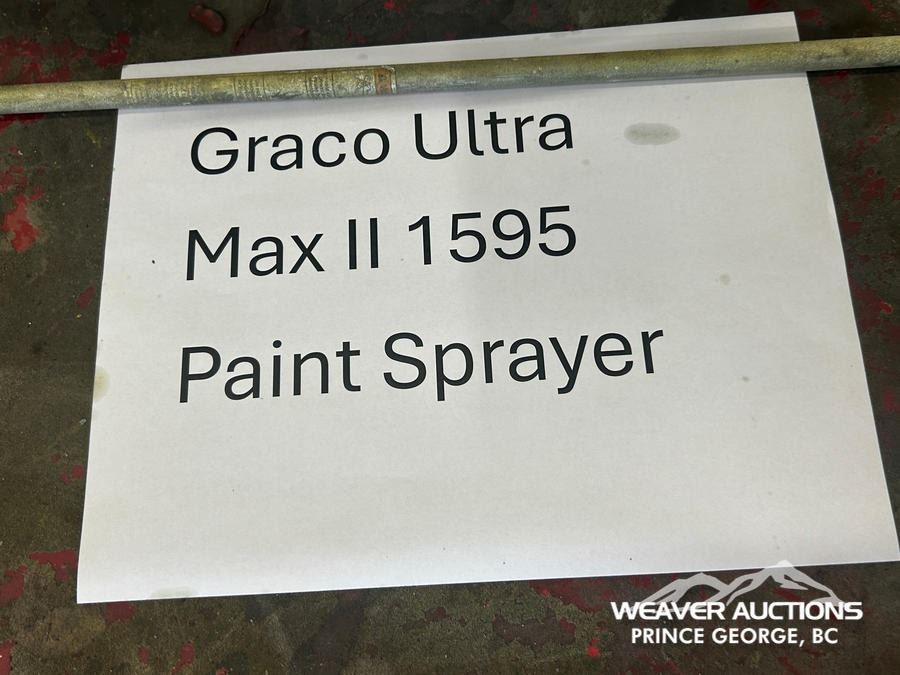 Graco Ultra
Max II 1595
Paint Sprayer
WEAVER AUCTIONS
PRINCE GEORGE, BC